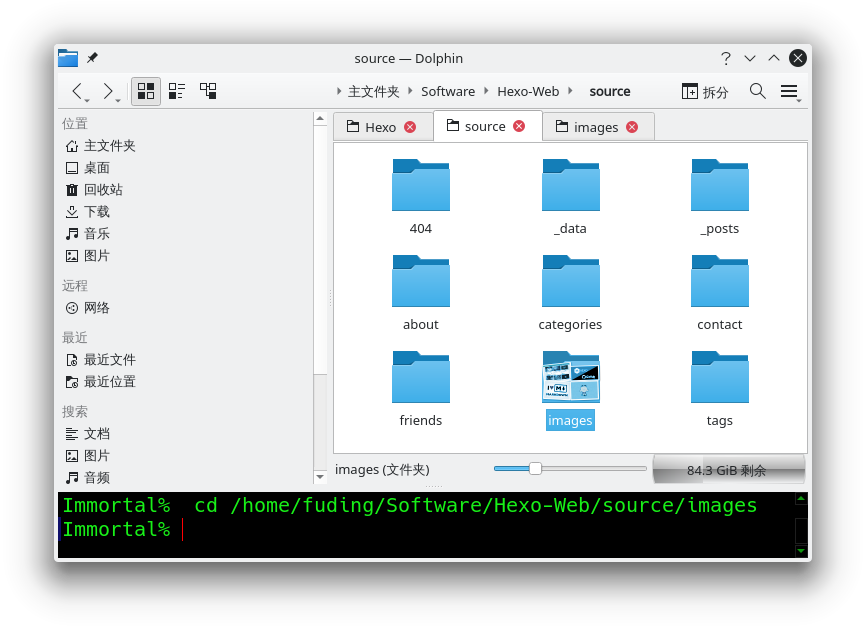 source — Dolphin
主文件夹 Software Hexo-Web source 拆分
位置
主文件夹
桌面
回收站
下载
音乐
图片
远程
网络
最近
最近文件
最近位置
搜索
文档
图片
音频
Hexo source images
404 _data _posts
about categories contact
friends images tags
images (文件夹) 84.3 GiB 剩余
Immortal% cd /home/fuding/Software/Hexo-Web/source/images
Immortal%